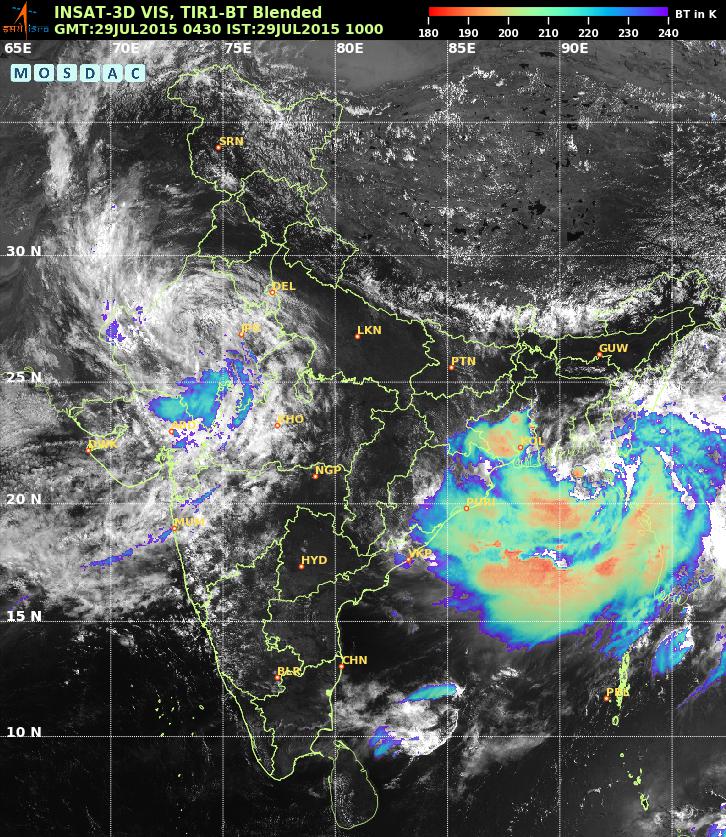 INSAT-3D VIS, TIR1-BT Blended
GMT:29JUL2015 0430 IST:29JUL2015 1000
BT in K
180 190 200 210 220 230 240
65E 70E 75E 80E 85E 90E
MOSDAC
SRN
30 N
DEL
JPR
LKN
GUW
PTN
25 N
KHO
DWK
KOL
NGP
20 N
PURI
MUM
VKP
HYD
15 N
CHN
BLR
PBL
10 N